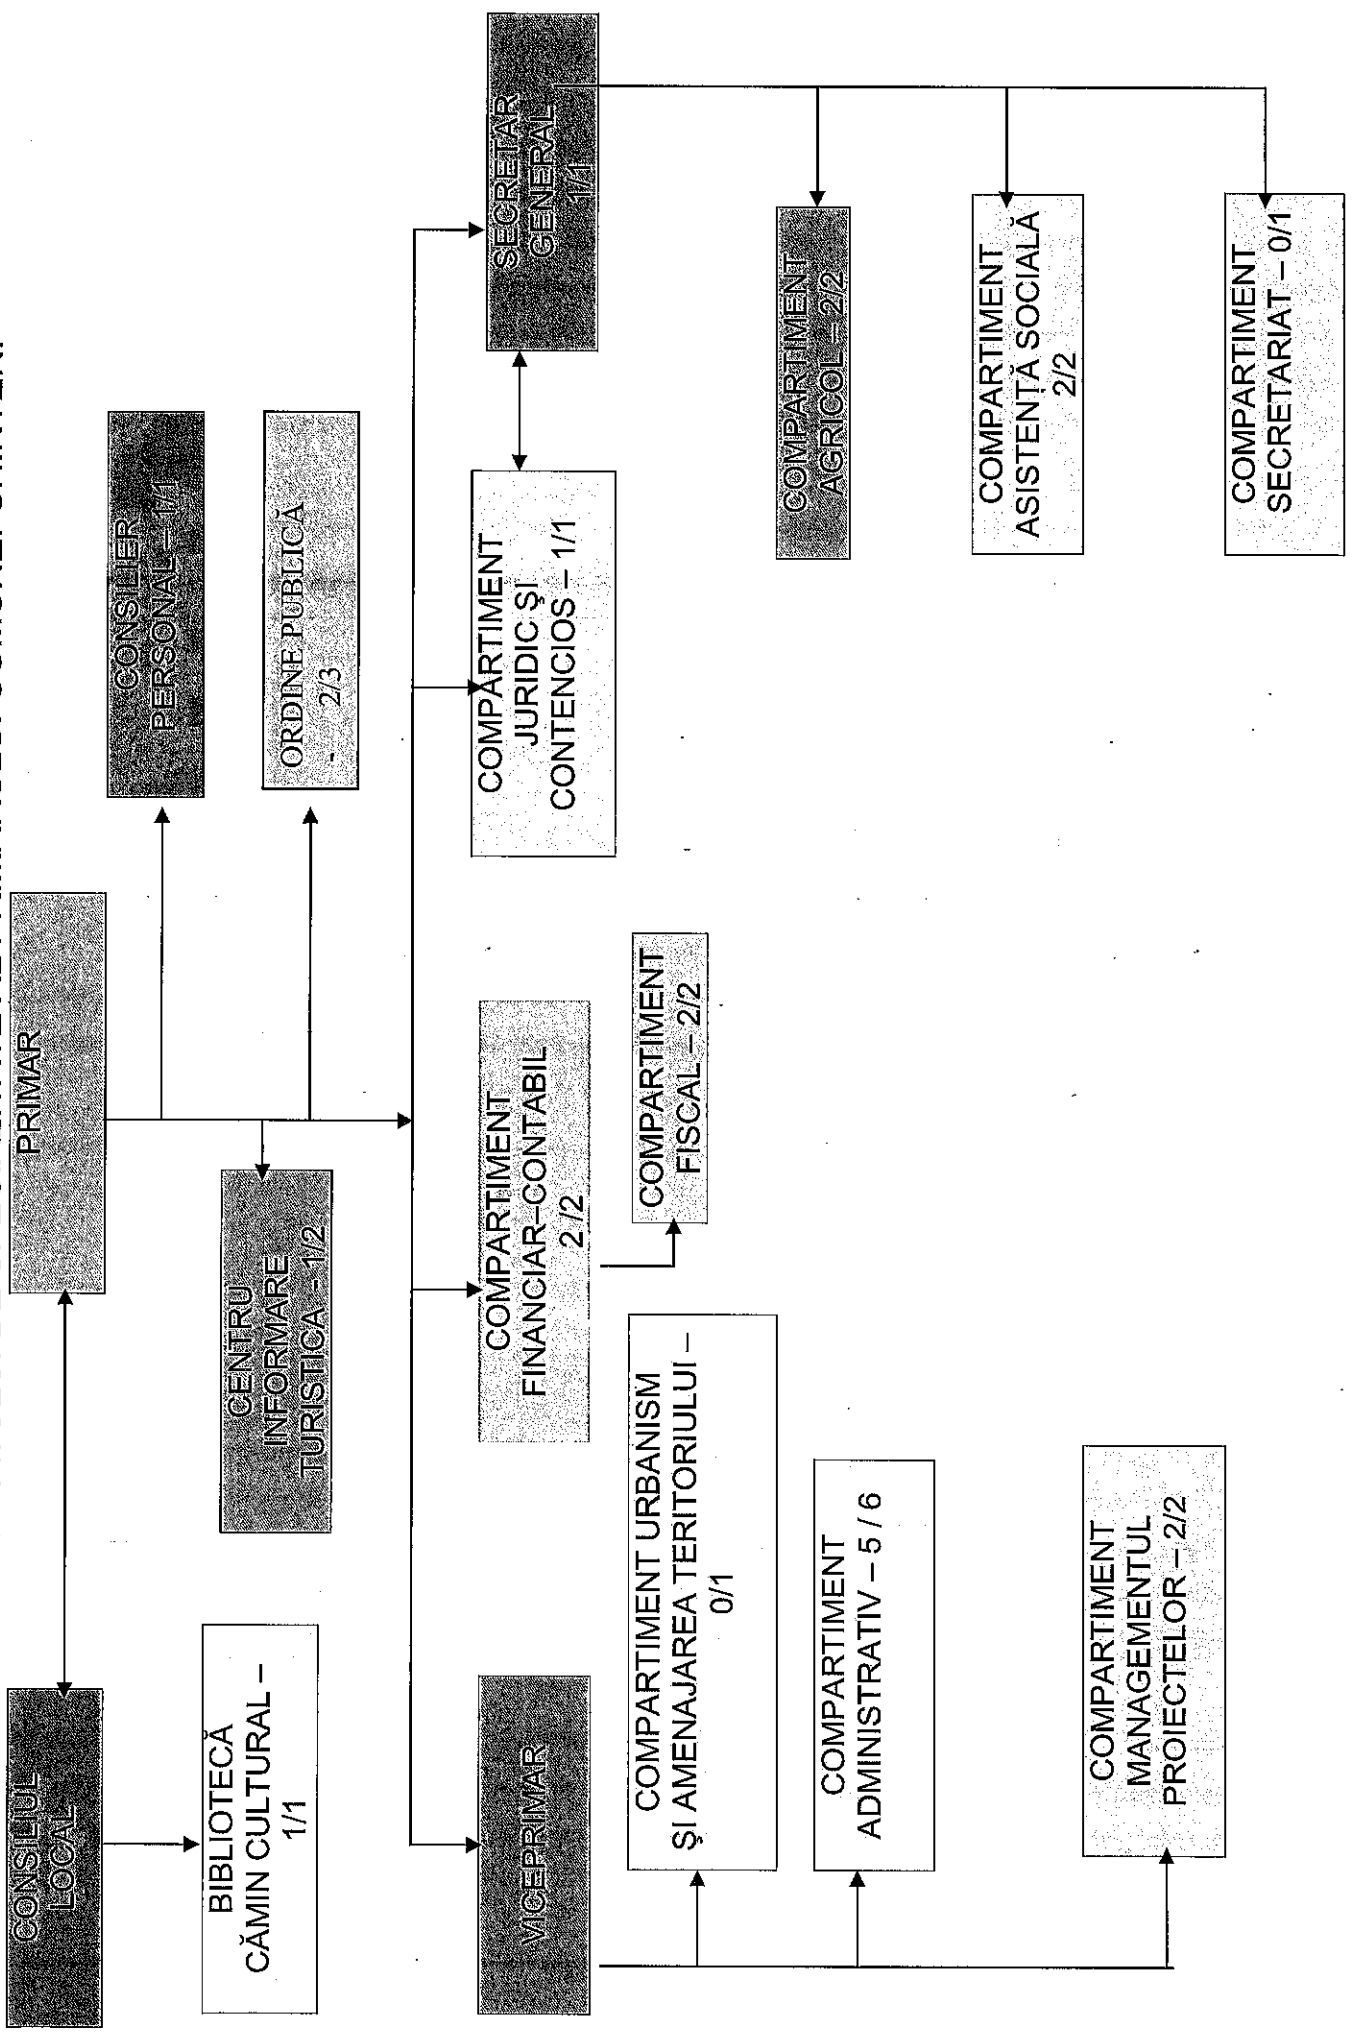 PRIMAR
CONSILIUL
LOCAL
CONSILIER
PERSONAL – 1/1
BIBLIOTECĂ
CĂMIN CULTURAL –
1/1
CENTRU
INFORMARE
TURISTICA - 1/2
ORDINE PUBLICĂ
- 2/3
VICEPRIMAR
COMPARTIMENT
FINANCIAR–CONTABIL
2 /2
COMPARTIMENT
JURIDIC ŞI
CONTENCIOS – 1/1
SECRETAR
GENERAL
1/1
COMPARTIMENT URBANISM
ŞI AMENAJAREA TERITORIULUI –
0/1
COMPARTIMENT
FISCAL – 2/2
COMPARTIMENT
AGRICOL – 2/2
COMPARTIMENT
ADMINISTRATIV – 5 / 6
COMPARTIMENT
ASISTENŢĂ SOCIALĂ
2/2
COMPARTIMENT
MANAGEMENTUL
PROIECTELOR – 2/2
COMPARTIMENT
SECRETARIAT – 0/1